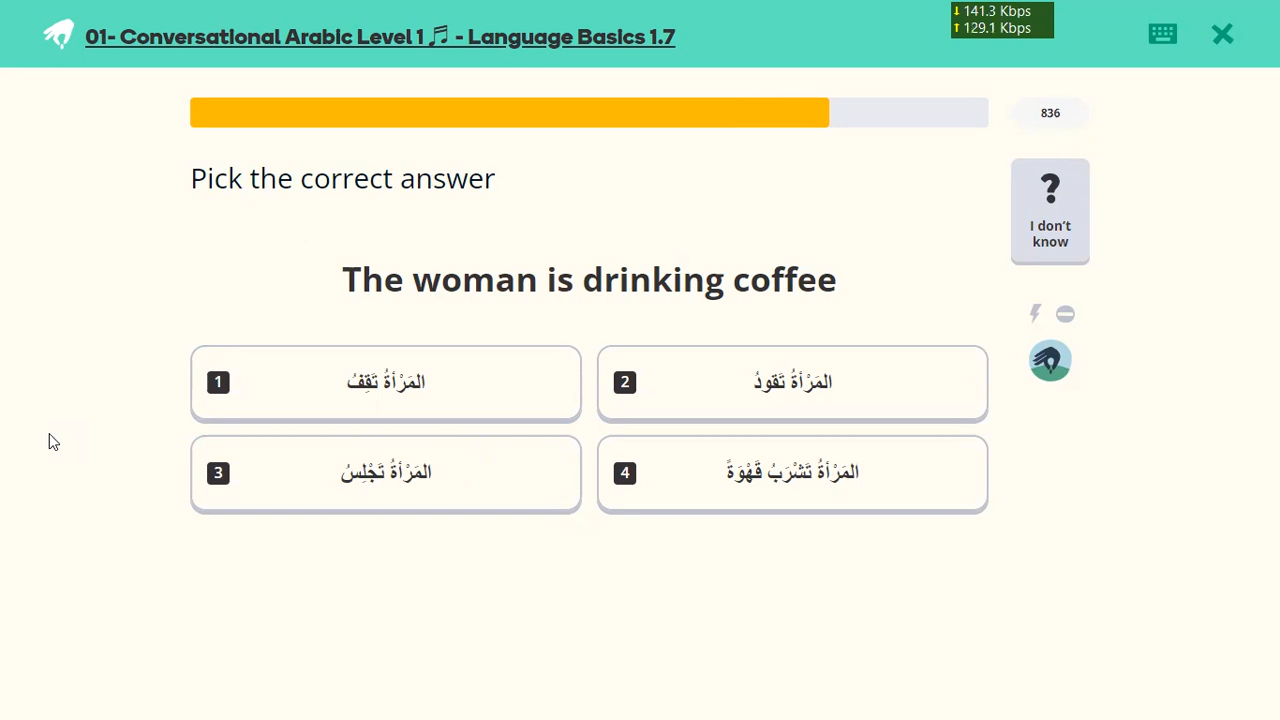 01- Conversational Arabic Level 1 🎵 - Language Basics 1.7
↓ 141.3 Kbps
↑ 129.1 Kbps
836
Pick the correct answer
?
I don't
know
The woman is drinking coffee
1 المَرْأةُ تَقِفُ
2 المَرْأةُ تَقودُ
3 المَرْأةُ تَجْلِسُ
4 المَرْأةُ تَشْرَبُ قَهْوَةً